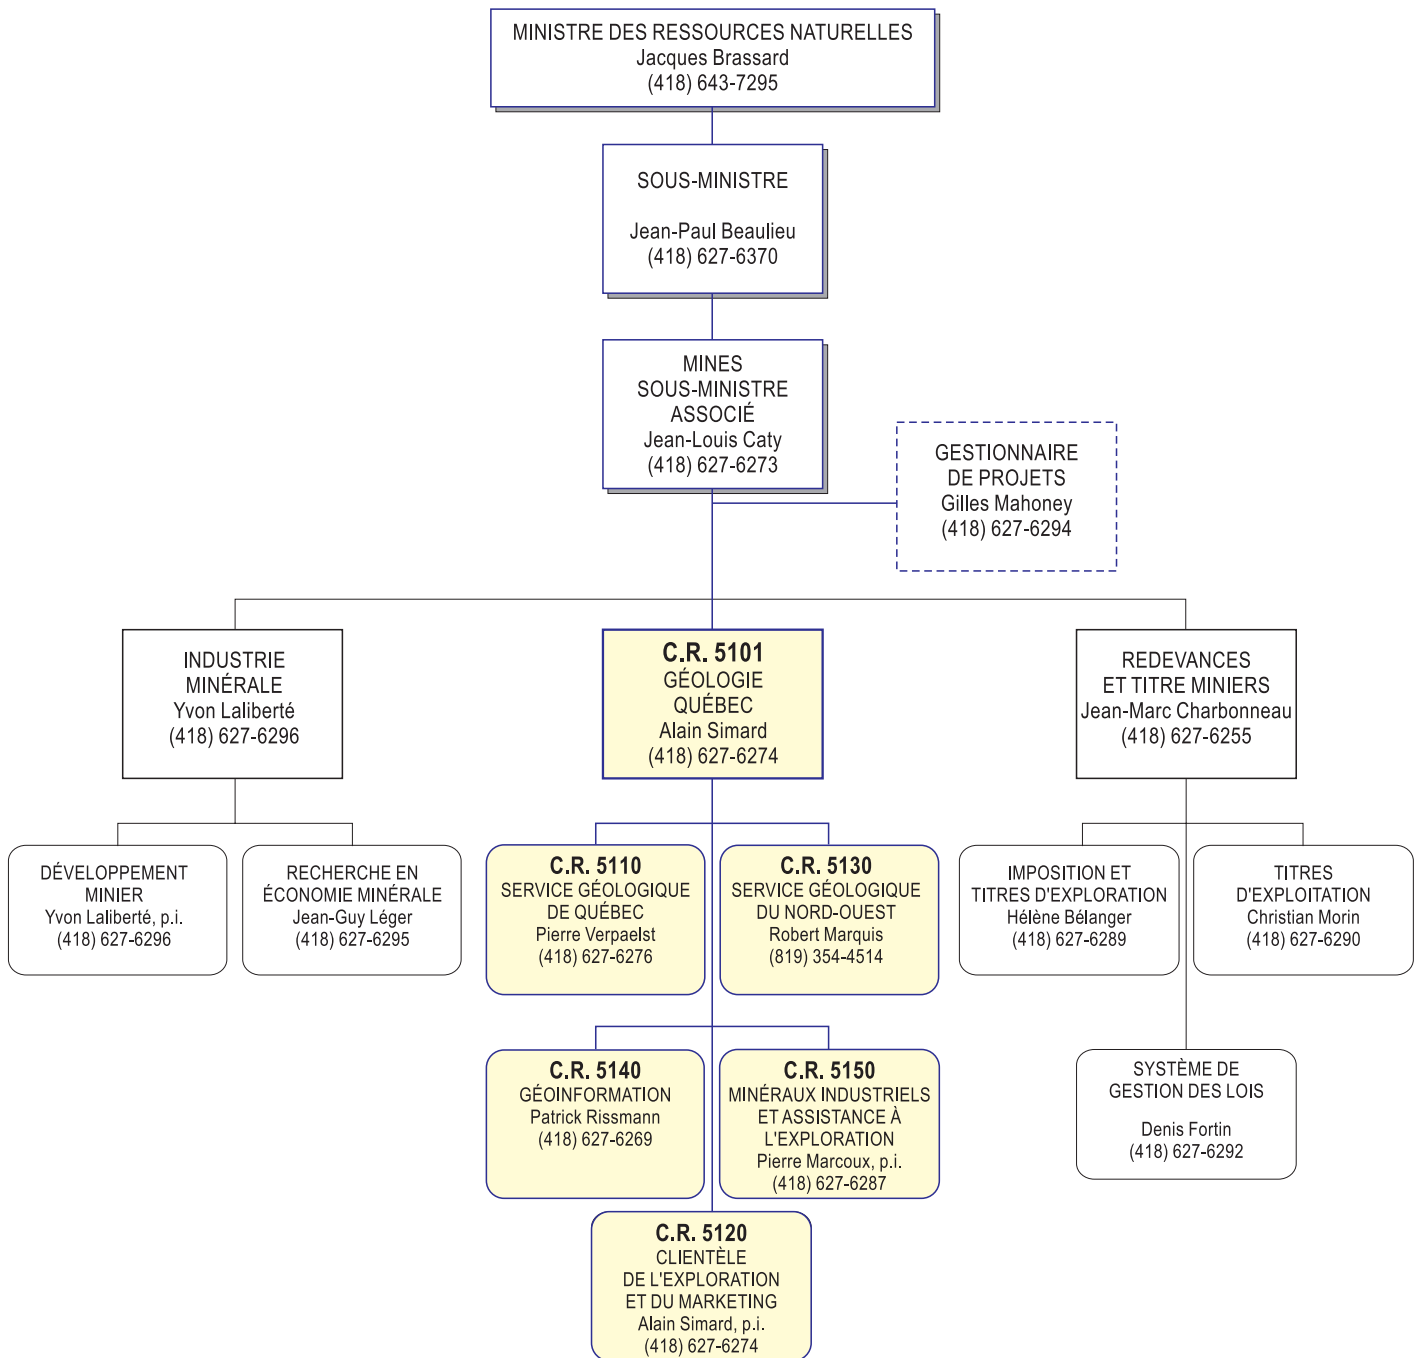 MINISTRE DES RESSOURCES NATURELLES
Jacques Brassard
(418) 643-7295
SOUS-MINISTRE
Jean-Paul Beaulieu
(418) 627-6370
MINES
SOUS-MINISTRE
ASSOCIÉ
Jean-Louis Caty
(418) 627-6273
GESTIONNAIRE
DE PROJETS
Gilles Mahoney
(418) 627-6294
INDUSTRIE
MINÉRALE
Yvon Laliberté
(418) 627-6296
C.R. 5101
GÉOLOGIE
QUÉBEC
Alain Simard
(418) 627-6274
REDEVANCES
ET TITRE MINIERS
Jean-Marc Charbonneau
(418) 627-6255
DÉVELOPPEMENT
MINIER
Yvon Laliberté, p.i.
(418) 627-6296
RECHERCHE EN
ÉCONOMIE MINÉRALE
Jean-Guy Léger
(418) 627-6295
C.R. 5110
SERVICE GÉOLOGIQUE
DE QUÉBEC
Pierre Verpaelst
(418) 627-6276
C.R. 5130
SERVICE GÉOLOGIQUE
DU NORD-OUEST
Robert Marquis
(819) 354-4514
IMPOSITION ET
TITRES D'EXPLORATION
Hélène Bélanger
(418) 627-6289
TITRES
D'EXPLOITATION
Christian Morin
(418) 627-6290
C.R. 5140
GÉOINFORMATION
Patrick Rissmann
(418) 627-6269
C.R. 5150
MINÉRAUX INDUSTRIELS
ET ASSISTANCE À
L'EXPLORATION
Pierre Marcoux, p.i.
(418) 627-6287
SYSTÈME DE
GESTION DES LOIS
Denis Fortin
(418) 627-6292
C.R. 5120
CLIENTÈLE
DE L'EXPLORATION
ET DU MARKETING
Alain Simard, p.i.
(418) 627-6274